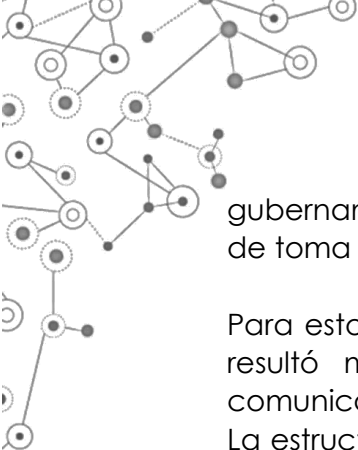 gubernar
de toma
Para esto
resultó m
comunica
La estruct